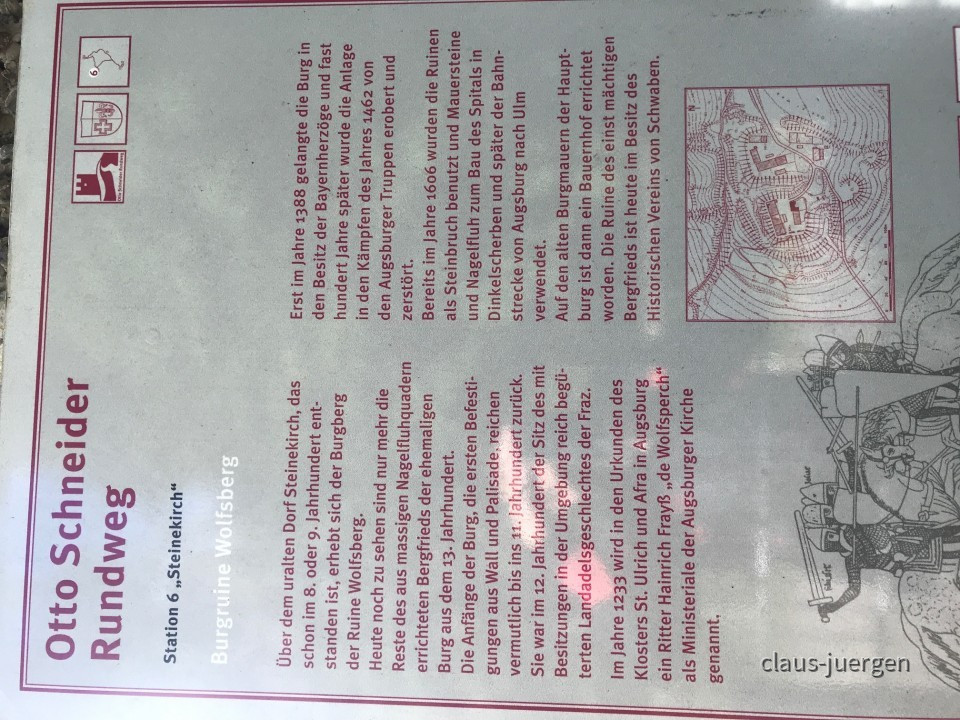 Otto Schneider
Rundweg
6
Station 6 „Steinekirch“
Burgruine Wolfsberg
Über dem uralten Dorf Steinekirch, das
schon im 8. oder 9. Jahrhundert ent-
standen ist, erhebt sich der Burgberg
der Ruine Wolfsberg.
Heute noch zu sehen sind nur mehr die
Reste des aus massigen Nagelfluhquadern
errichteten Bergfrieds der ehemaligen
Burg aus dem 13. Jahrhundert.
Die Anfänge der Burg, die ersten Befesti-
gungen aus Wall und Palisade, reichen
vermutlich bis ins 11. Jahrhundert zurück.
Sie war im 12. Jahrhundert der Sitz des mit
Besitzungen in der Umgebung reich begü-
terten Landadelsgeschlechtes der Fraz.
Im Jahre 1233 wird in den Urkunden des
Klosters St. Ulrich und Afra in Augsburg
ein Ritter Hainrich Frayß „de Wolfsperch“
als Ministeriale der Augsburger Kirche
genannt.
Erst im Jahre 1388 gelangte die Burg in
den Besitz der Bayernherzöge und fast
hundert Jahre später wurde die Anlage
in den Kämpfen des Jahres 1462 von
den Augsburger Truppen erobert und
zerstört.
Bereits im Jahre 1606 wurden die Ruinen
als Steinbruch benutzt und Mauersteine
und Nagelfluh zum Bau des Spitals in
Dinkelscherben und später der Bahn-
strecke von Augsburg nach Ulm
verwendet.
Auf den alten Burgmauern der Haupt-
burg ist dann ein Bauernhof errichtet
worden. Die Ruine des einst mächtigen
Bergfrieds ist heute im Besitz des
Historischen Vereins von Schwaben.
N
claus-juergen